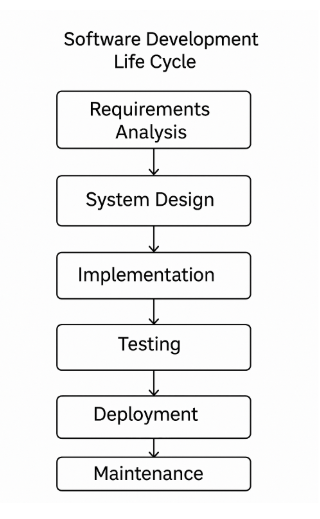 Software Development
Life Cycle
Requirements
Analysis
System Design
Implementation
Testing
Deployment
Maintenance